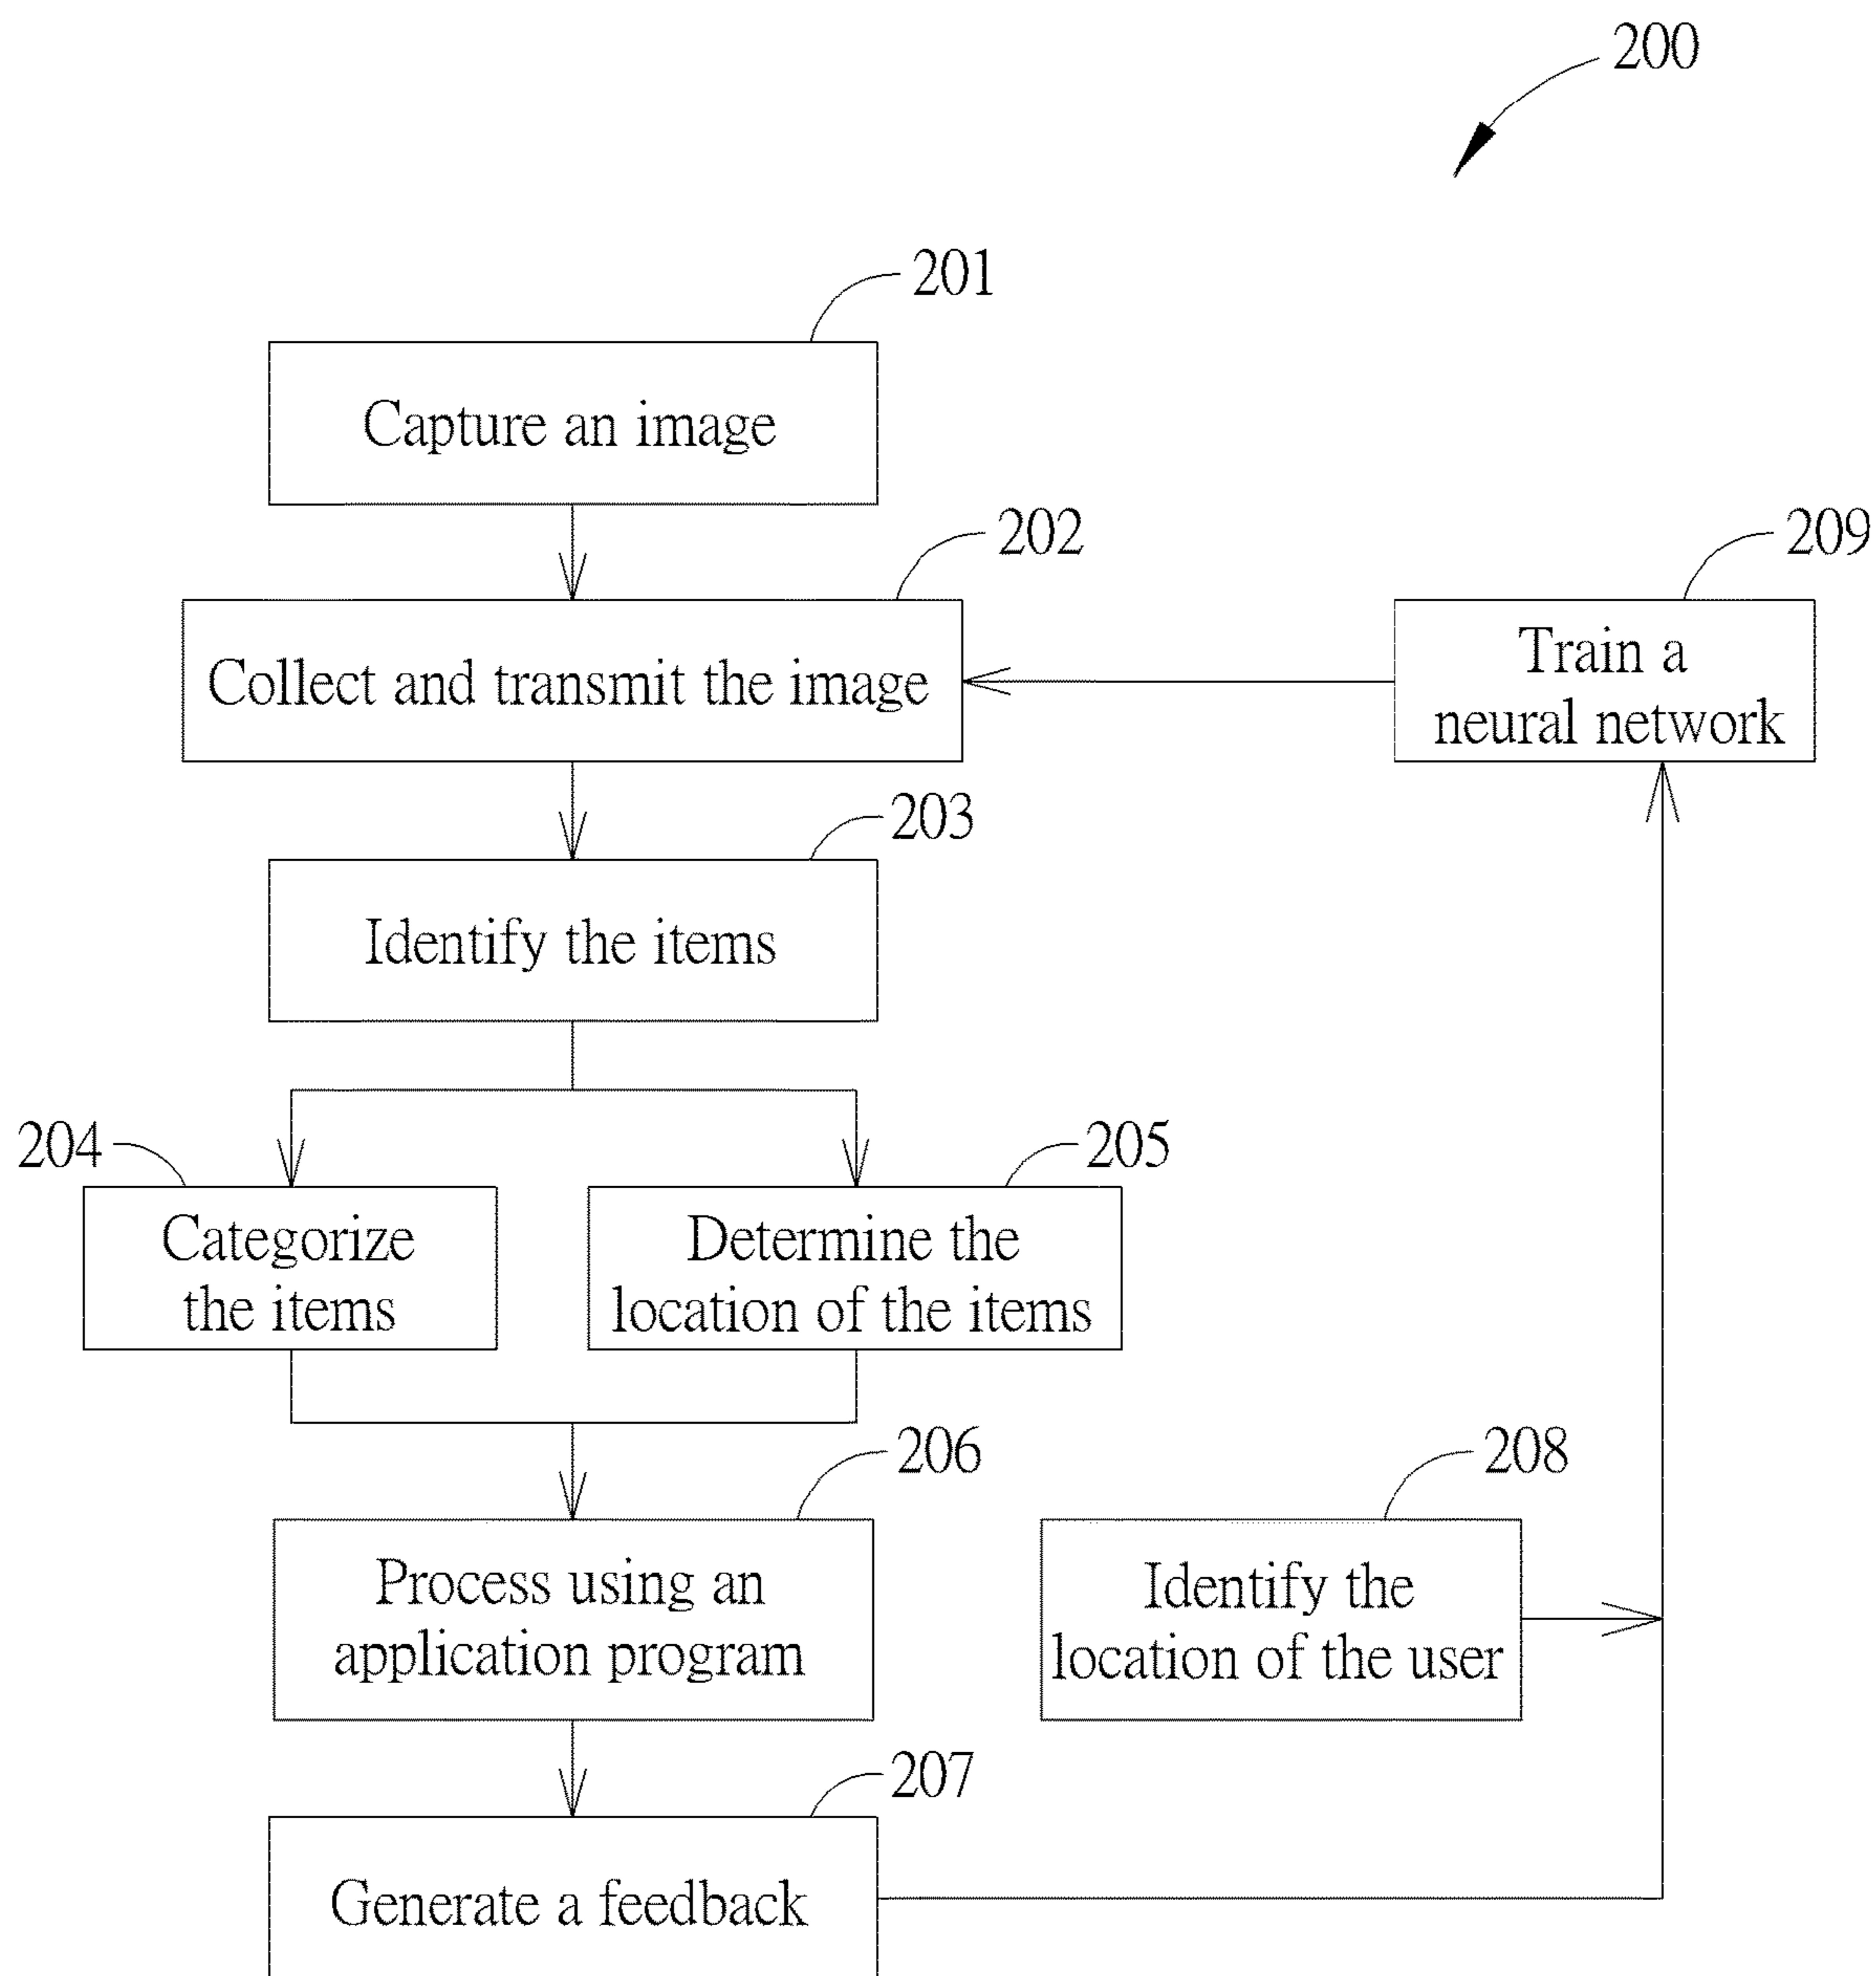 200
201
Capture an image
202
209
Collect and transmit the image
Train a
neural network
203
Identify the items
204
205
Categorize
the items
Determine the
location of the items
206
208
Process using an
application program
Identify the
location of the user
207
Generate a feedback